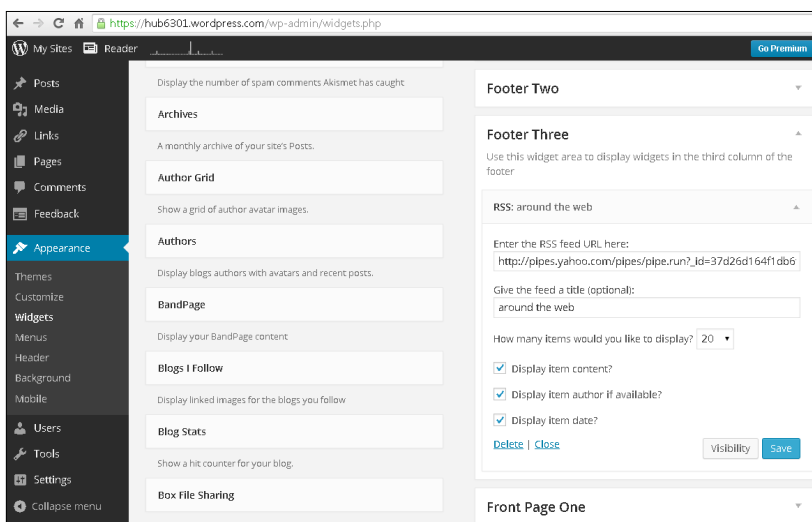 https://hub6301.wordpress.com/wp-admin/widgets.php
My Sites Reader Go Premium
Posts
Media
Links
Pages
Comments
Feedback
Appearance
Themes
Customize
Widgets
Menus
Header
Background
Mobile
Users
Tools
Settings
Collapse menu
Display the number of spam comments Akismet has caught
Archives
A monthly archive of your site's Posts.
Author Grid
Show a grid of author avatar images.
Authors
Display blogs authors with avatars and recent posts.
BandPage
Display your BandPage content
Blogs I Follow
Display linked images for the blogs you follow
Blog Stats
Show a hit counter for your blog.
Box File Sharing
Footer Two
Footer Three
Use this widget area to display widgets in the third column of the
footer
RSS: around the web
Enter the RSS feed URL here:
http://pipes.yahoo.com/pipes/pipe.run?_id=37d26d164f1db6
Give the feed a title (optional):
around the web
How many items would you like to display? 20
Display item content?
Display item author if available?
Display item date?
Delete | Close Visibility Save
Front Page One